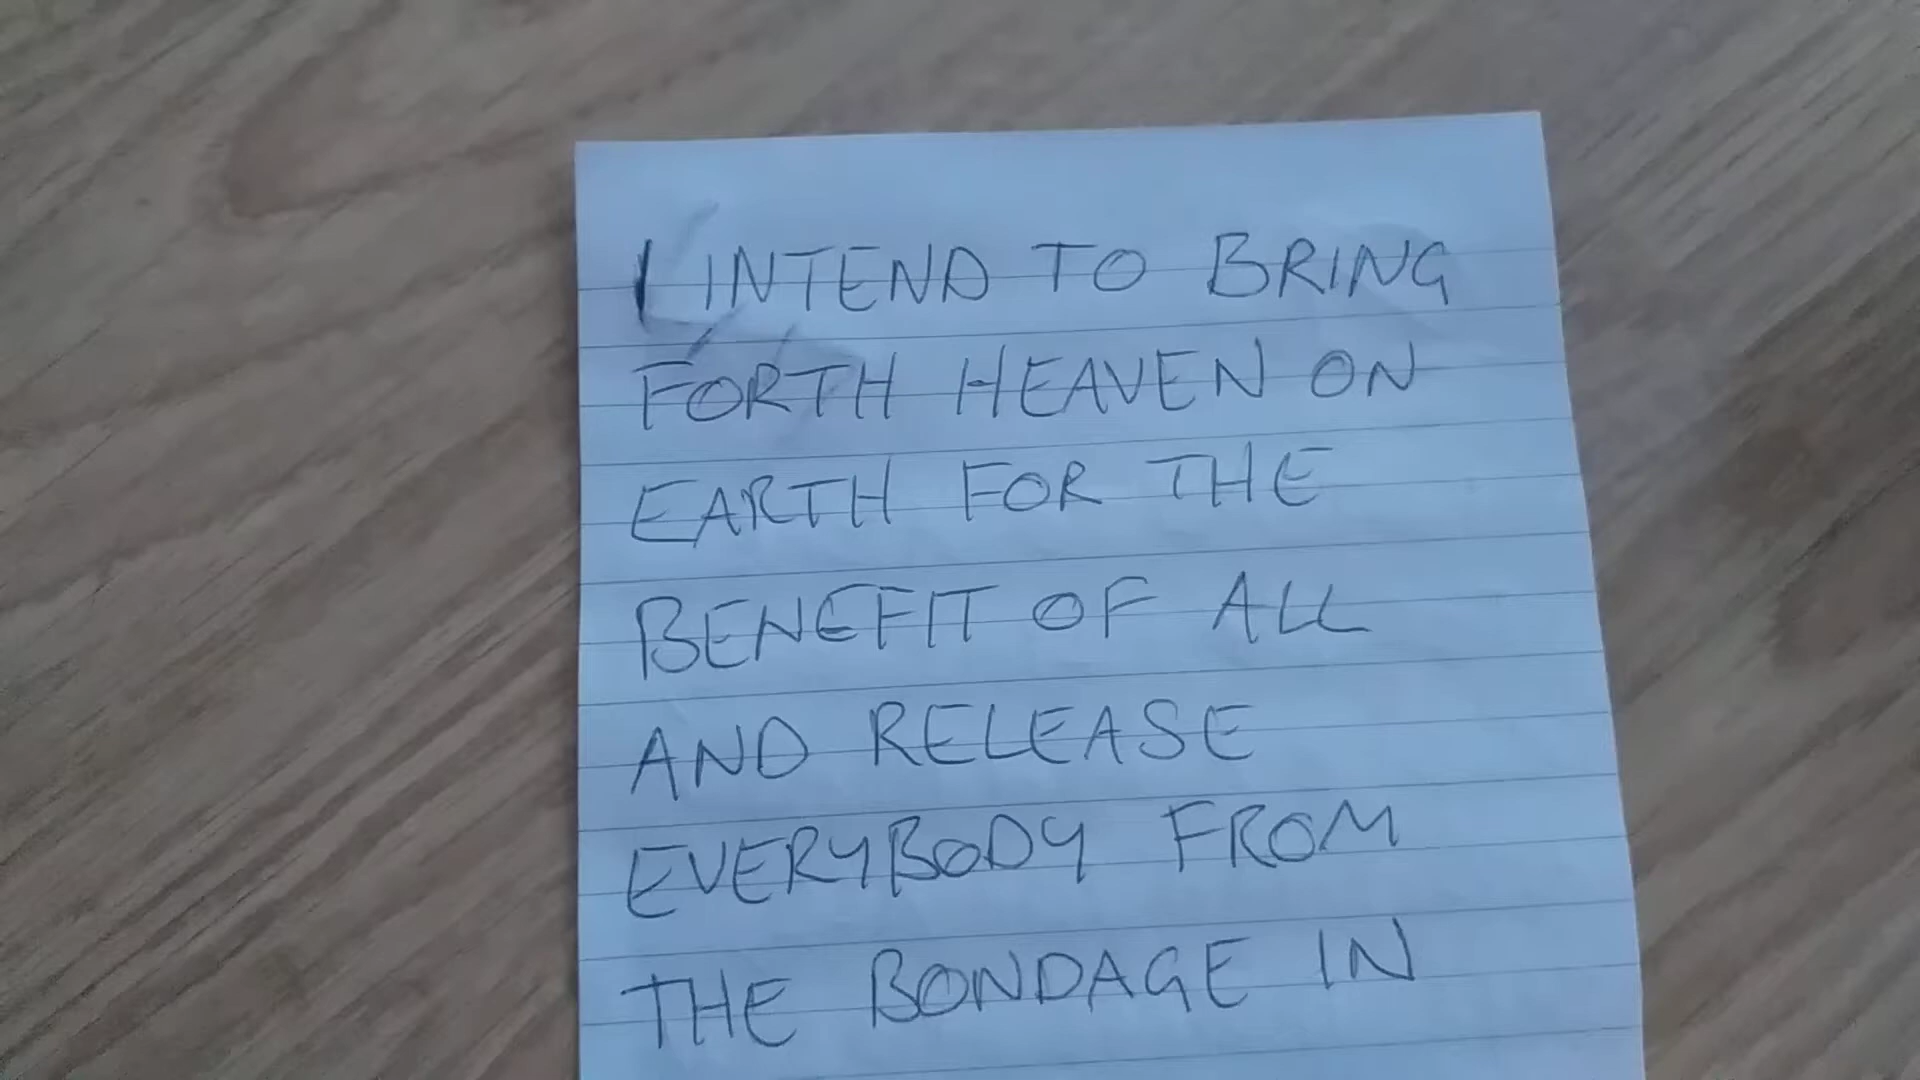 I INTEND TO BRING
FORTH HEAVEN ON
EARTH FOR THE
BENEFIT OF ALL
AND RELEASE
EVERYBODY FROM
THE BONDAGE IN